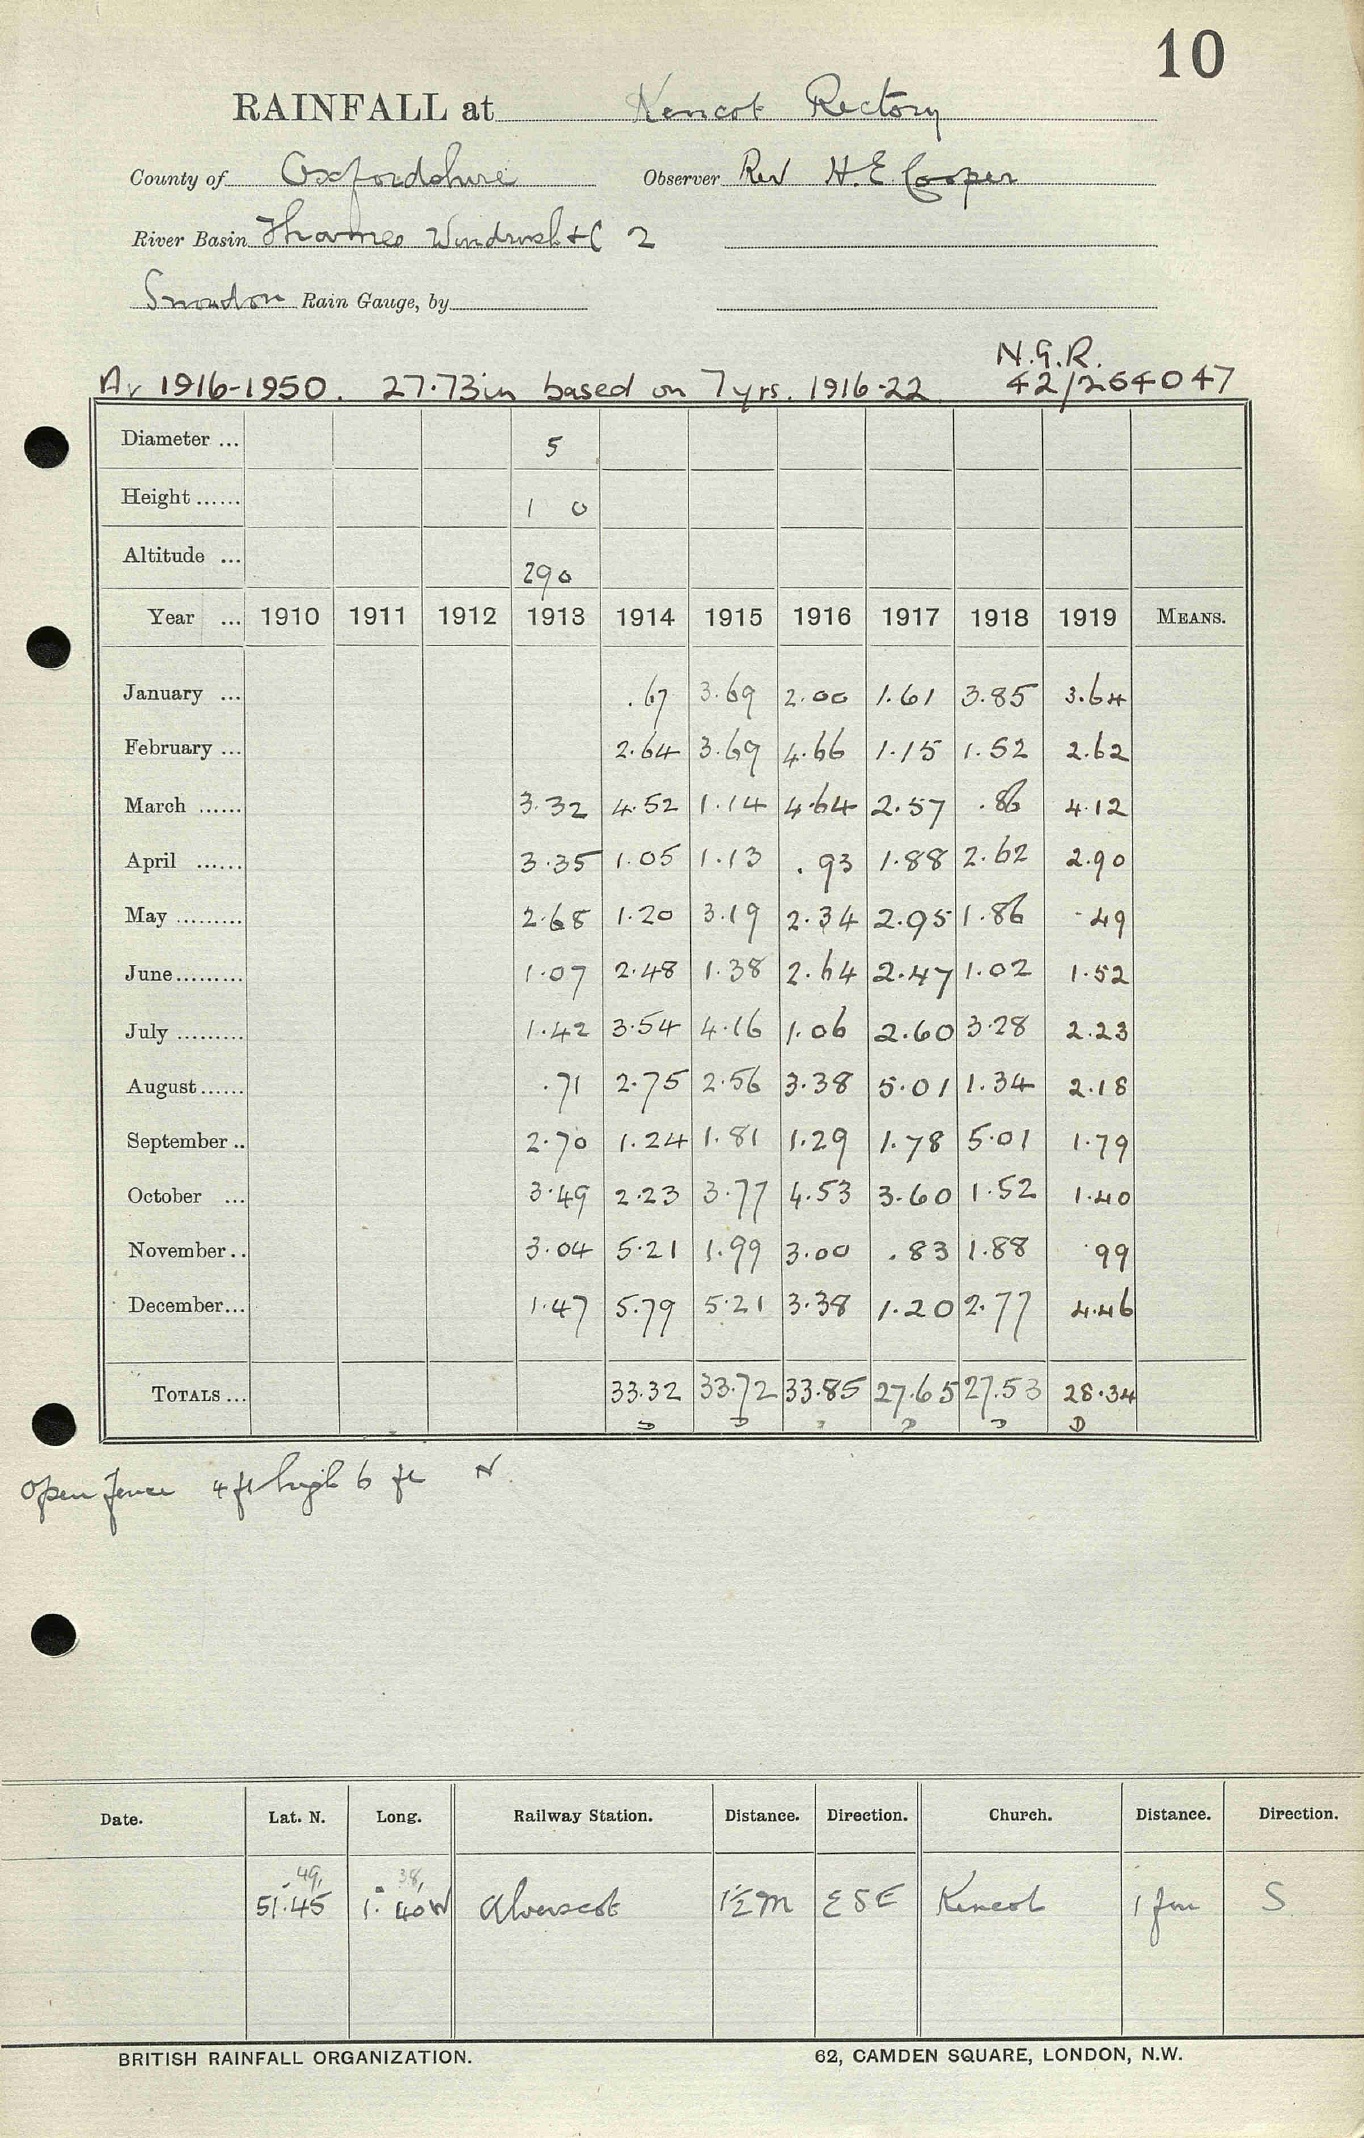 10
RAINFALL at Kencot Rectory
County of Oxfordshire Observer Rev H. E. Cooper
River Basin Thames Windrush + C 2
Snowdon Rain Gauge, by
N.G.R.
Av 1916-1950. 27.73in based on 7 yrs. 1916-22 42/254047
Diameter ... 5
Height ...... 1 0
Altitude ... 290
Year ... 1910 1911 1912 1913 1914 1915 1916 1917 1918 1919 MEANS.
January ... .67 3.69 2.00 1.61 3.85 3.64
February ... 2.64 3.69 4.66 1.15 1.52 2.62
March ...... 3.32 4.52 1.14 4.64 2.57 .86 4.12
April ...... 3.35 1.05 1.13 .93 1.88 2.62 2.90
May ......... 2.68 1.20 3.19 2.34 2.95 1.86 .49
June ......... 1.07 2.48 1.38 2.64 2.47 1.02 1.52
July ......... 1.42 3.54 4.16 1.06 2.60 3.28 2.23
August ...... .71 2.75 2.56 3.38 5.01 1.34 2.18
September .. 2.70 1.24 1.81 1.29 1.78 5.01 1.79
October ... 3.49 2.23 3.77 4.53 3.60 1.52 1.40
November .. 3.04 5.21 1.99 3.00 .83 1.88 .99
December ... 1.47 5.79 5.21 3.38 1.20 2.77 4.46
TOTALS ... 33.32 33.72 33.85 27.65 27.53 28.34
D D D D D
Open fence 4 ft high 6 ft N
Date. Lat. N. Long. Railway Station. Distance. Direction. Church. Distance. Direction.
49 38
51.45 1° 40 W Alvescot 1½ m ESE Kencot 1 fur S
BRITISH RAINFALL ORGANIZATION. 62, CAMDEN SQUARE, LONDON, N.W.